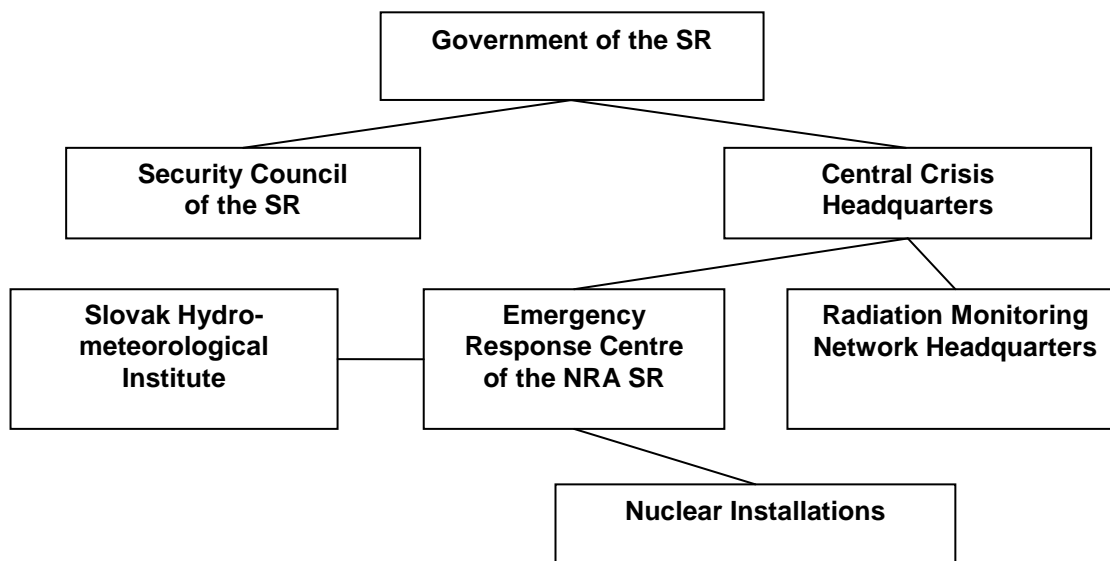 Government of the SR
Security Council
of the SR
Central Crisis
Headquarters
Slovak Hydro-
meteorological
Institute
Emergency
Response Centre
of the NRA SR
Radiation Monitoring
Network Headquarters
Nuclear Installations